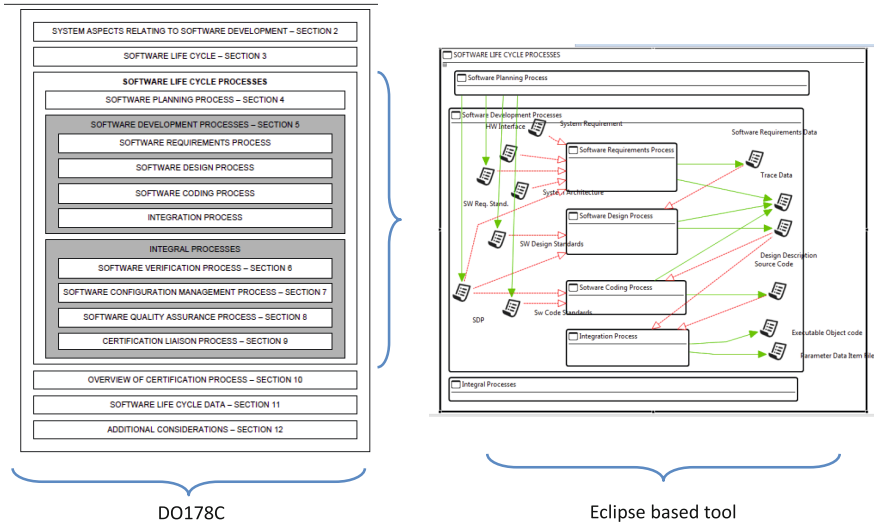 SYSTEM ASPECTS RELATING TO SOFTWARE DEVELOPMENT – SECTION 2
SOFTWARE LIFE CYCLE – SECTION 3
SOFTWARE LIFE CYCLE PROCESSES
SOFTWARE PLANNING PROCESS – SECTION 4
SOFTWARE DEVELOPMENT PROCESSES – SECTION 5
SOFTWARE REQUIREMENTS PROCESS
SOFTWARE DESIGN PROCESS
SOFTWARE CODING PROCESS
INTEGRATION PROCESS
INTEGRAL PROCESSES
SOFTWARE VERIFICATION PROCESS – SECTION 6
SOFTWARE CONFIGURATION MANAGEMENT PROCESS – SECTION 7
SOFTWARE QUALITY ASSURANCE PROCESS – SECTION 8
CERTIFICATION LIAISON PROCESS – SECTION 9
OVERVIEW OF CERTIFICATION PROCESS – SECTION 10
SOFTWARE LIFE CYCLE DATA – SECTION 11
ADDITIONAL CONSIDERATIONS – SECTION 12
DO178C
SOFTWARE LIFE CYCLE PROCESSES
Software Planning Process
Software Development Processes
HW Interface
System Requirement
Software Requirements Data
Software Requirements Process
Trace Data
System Architecture
SW Req. Stand.
Software Design Process
SW Design Standards
Design Description
Source Code
Sotware Coding Process
Sw Code Standards
SDP
Integration Process
Executable Object code
Parameter Data Item File
Integral Processes
Eclipse based tool